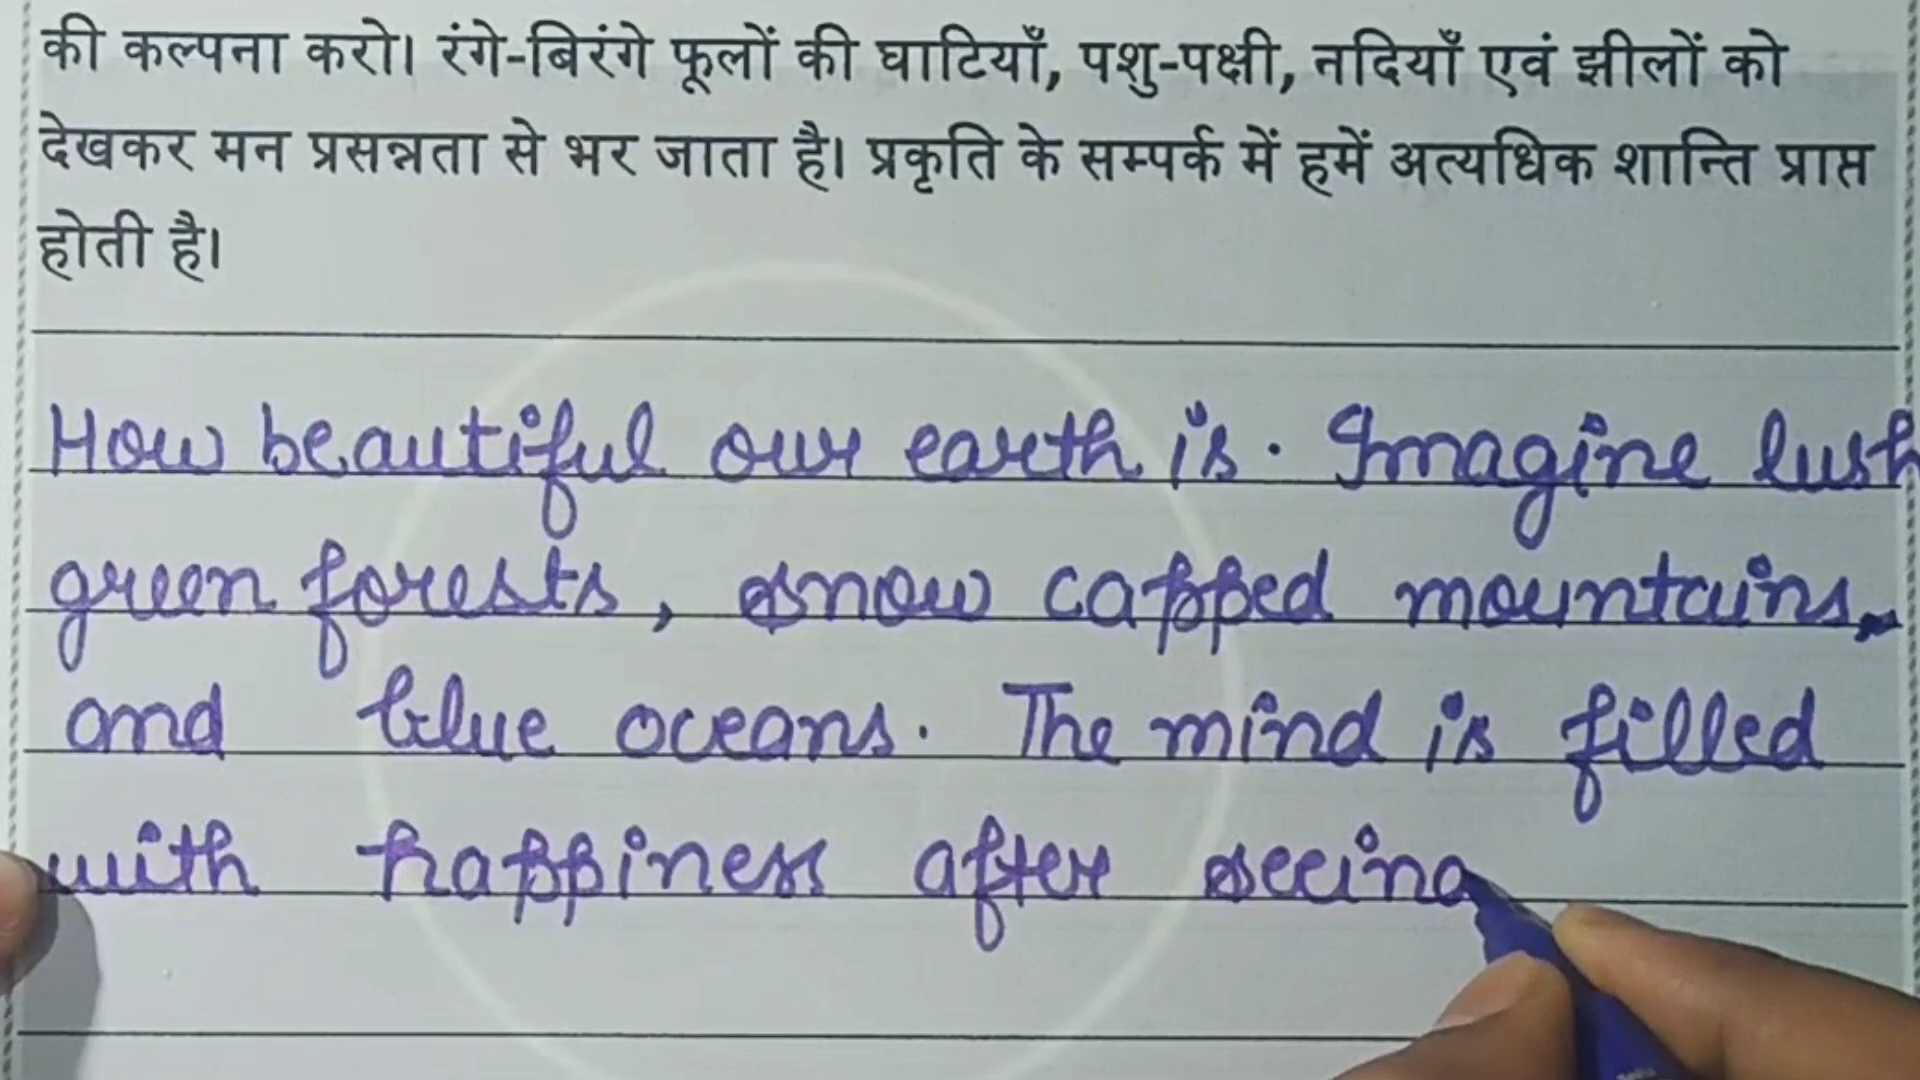 की कल्पना करो। रंगे-बिरंगे फूलों की घाटियाँ, पशु-पक्षी, नदियाँ एवं झीलों को
देखकर मन प्रसन्नता से भर जाता है। प्रकृति के सम्पर्क में हमें अत्यधिक शान्ति प्राप्त
होती है।
How beautiful our earth is. Imagine lush
green forests, snow capped mountains
and blue oceans. The mind is filled
with happiness after seeing